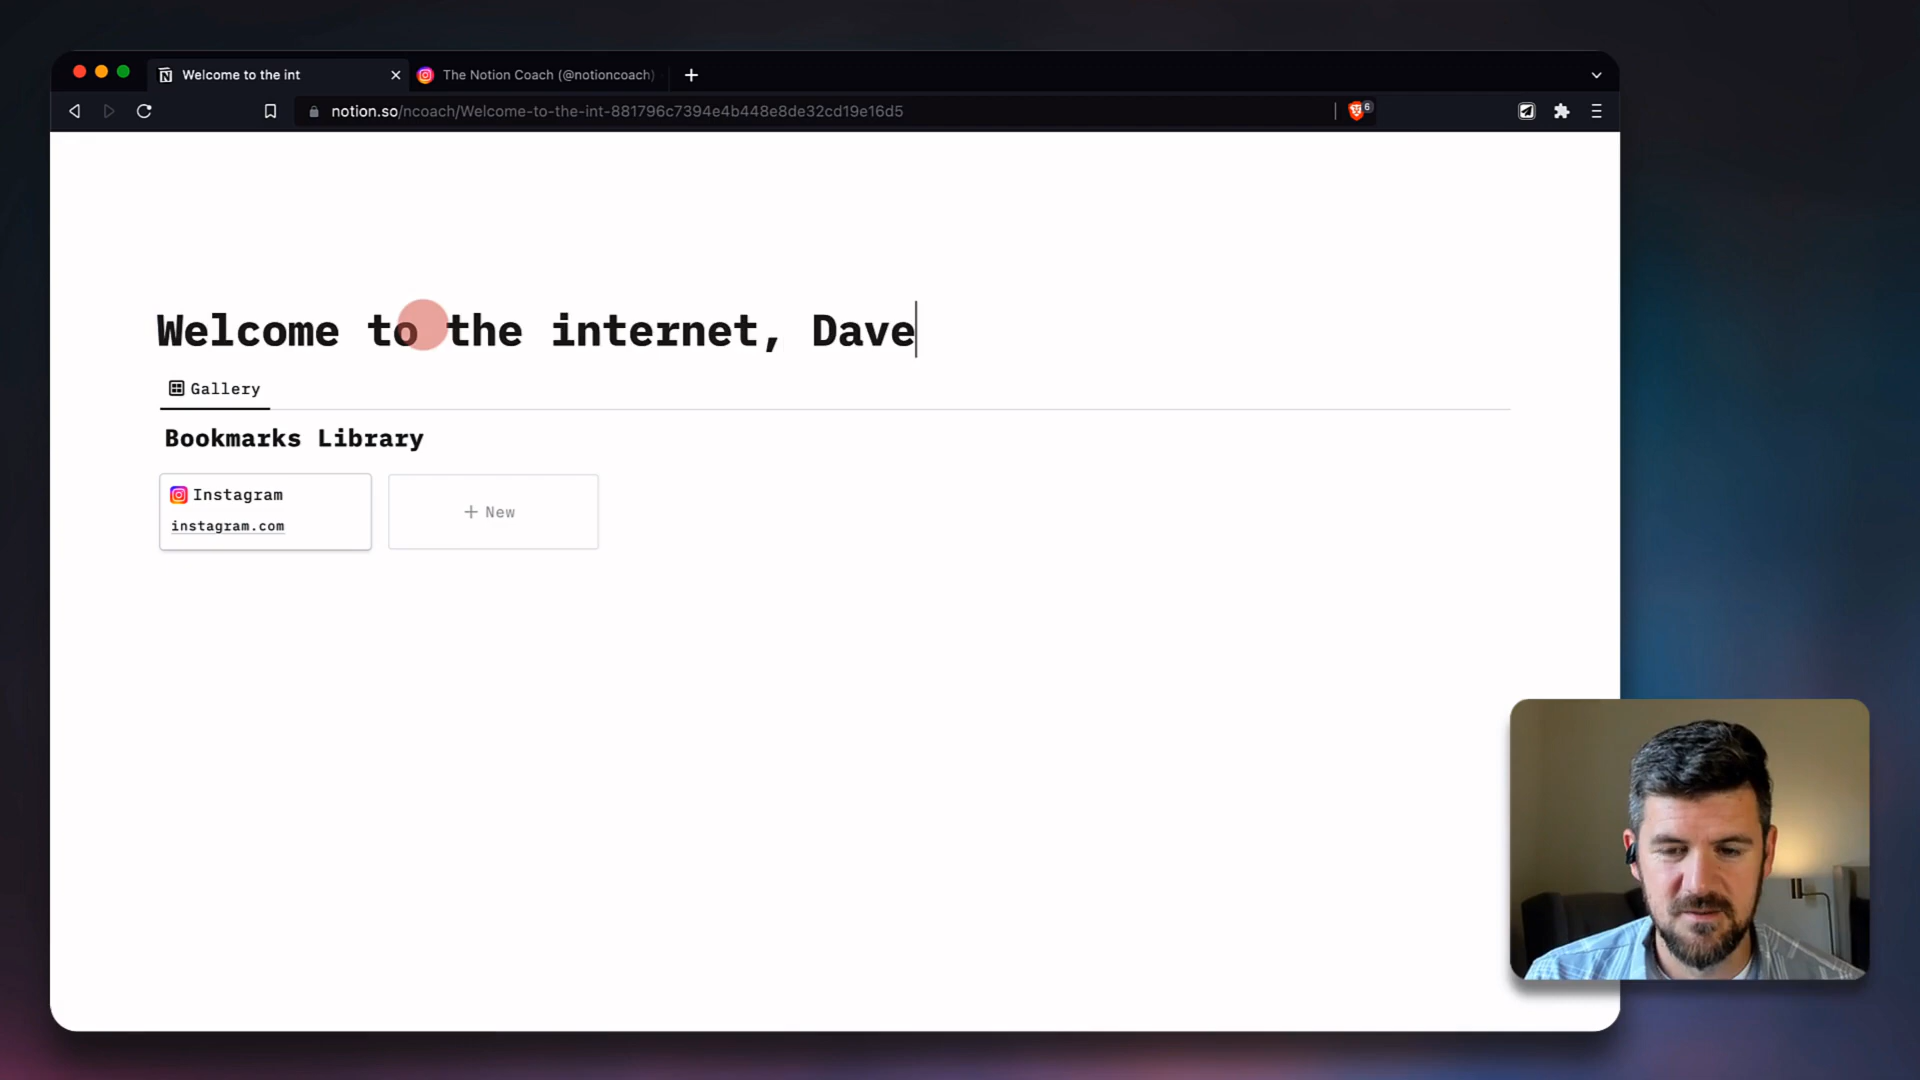 Welcome to the int
The Notion Coach (@notioncoach)
notion.so/ncoach/Welcome-to-the-int-881796c7394e4b448e8de32cd19e16d5
6
Welcome to the internet, Dave
Gallery
Bookmarks Library
Instagram
instagram.com
+ New